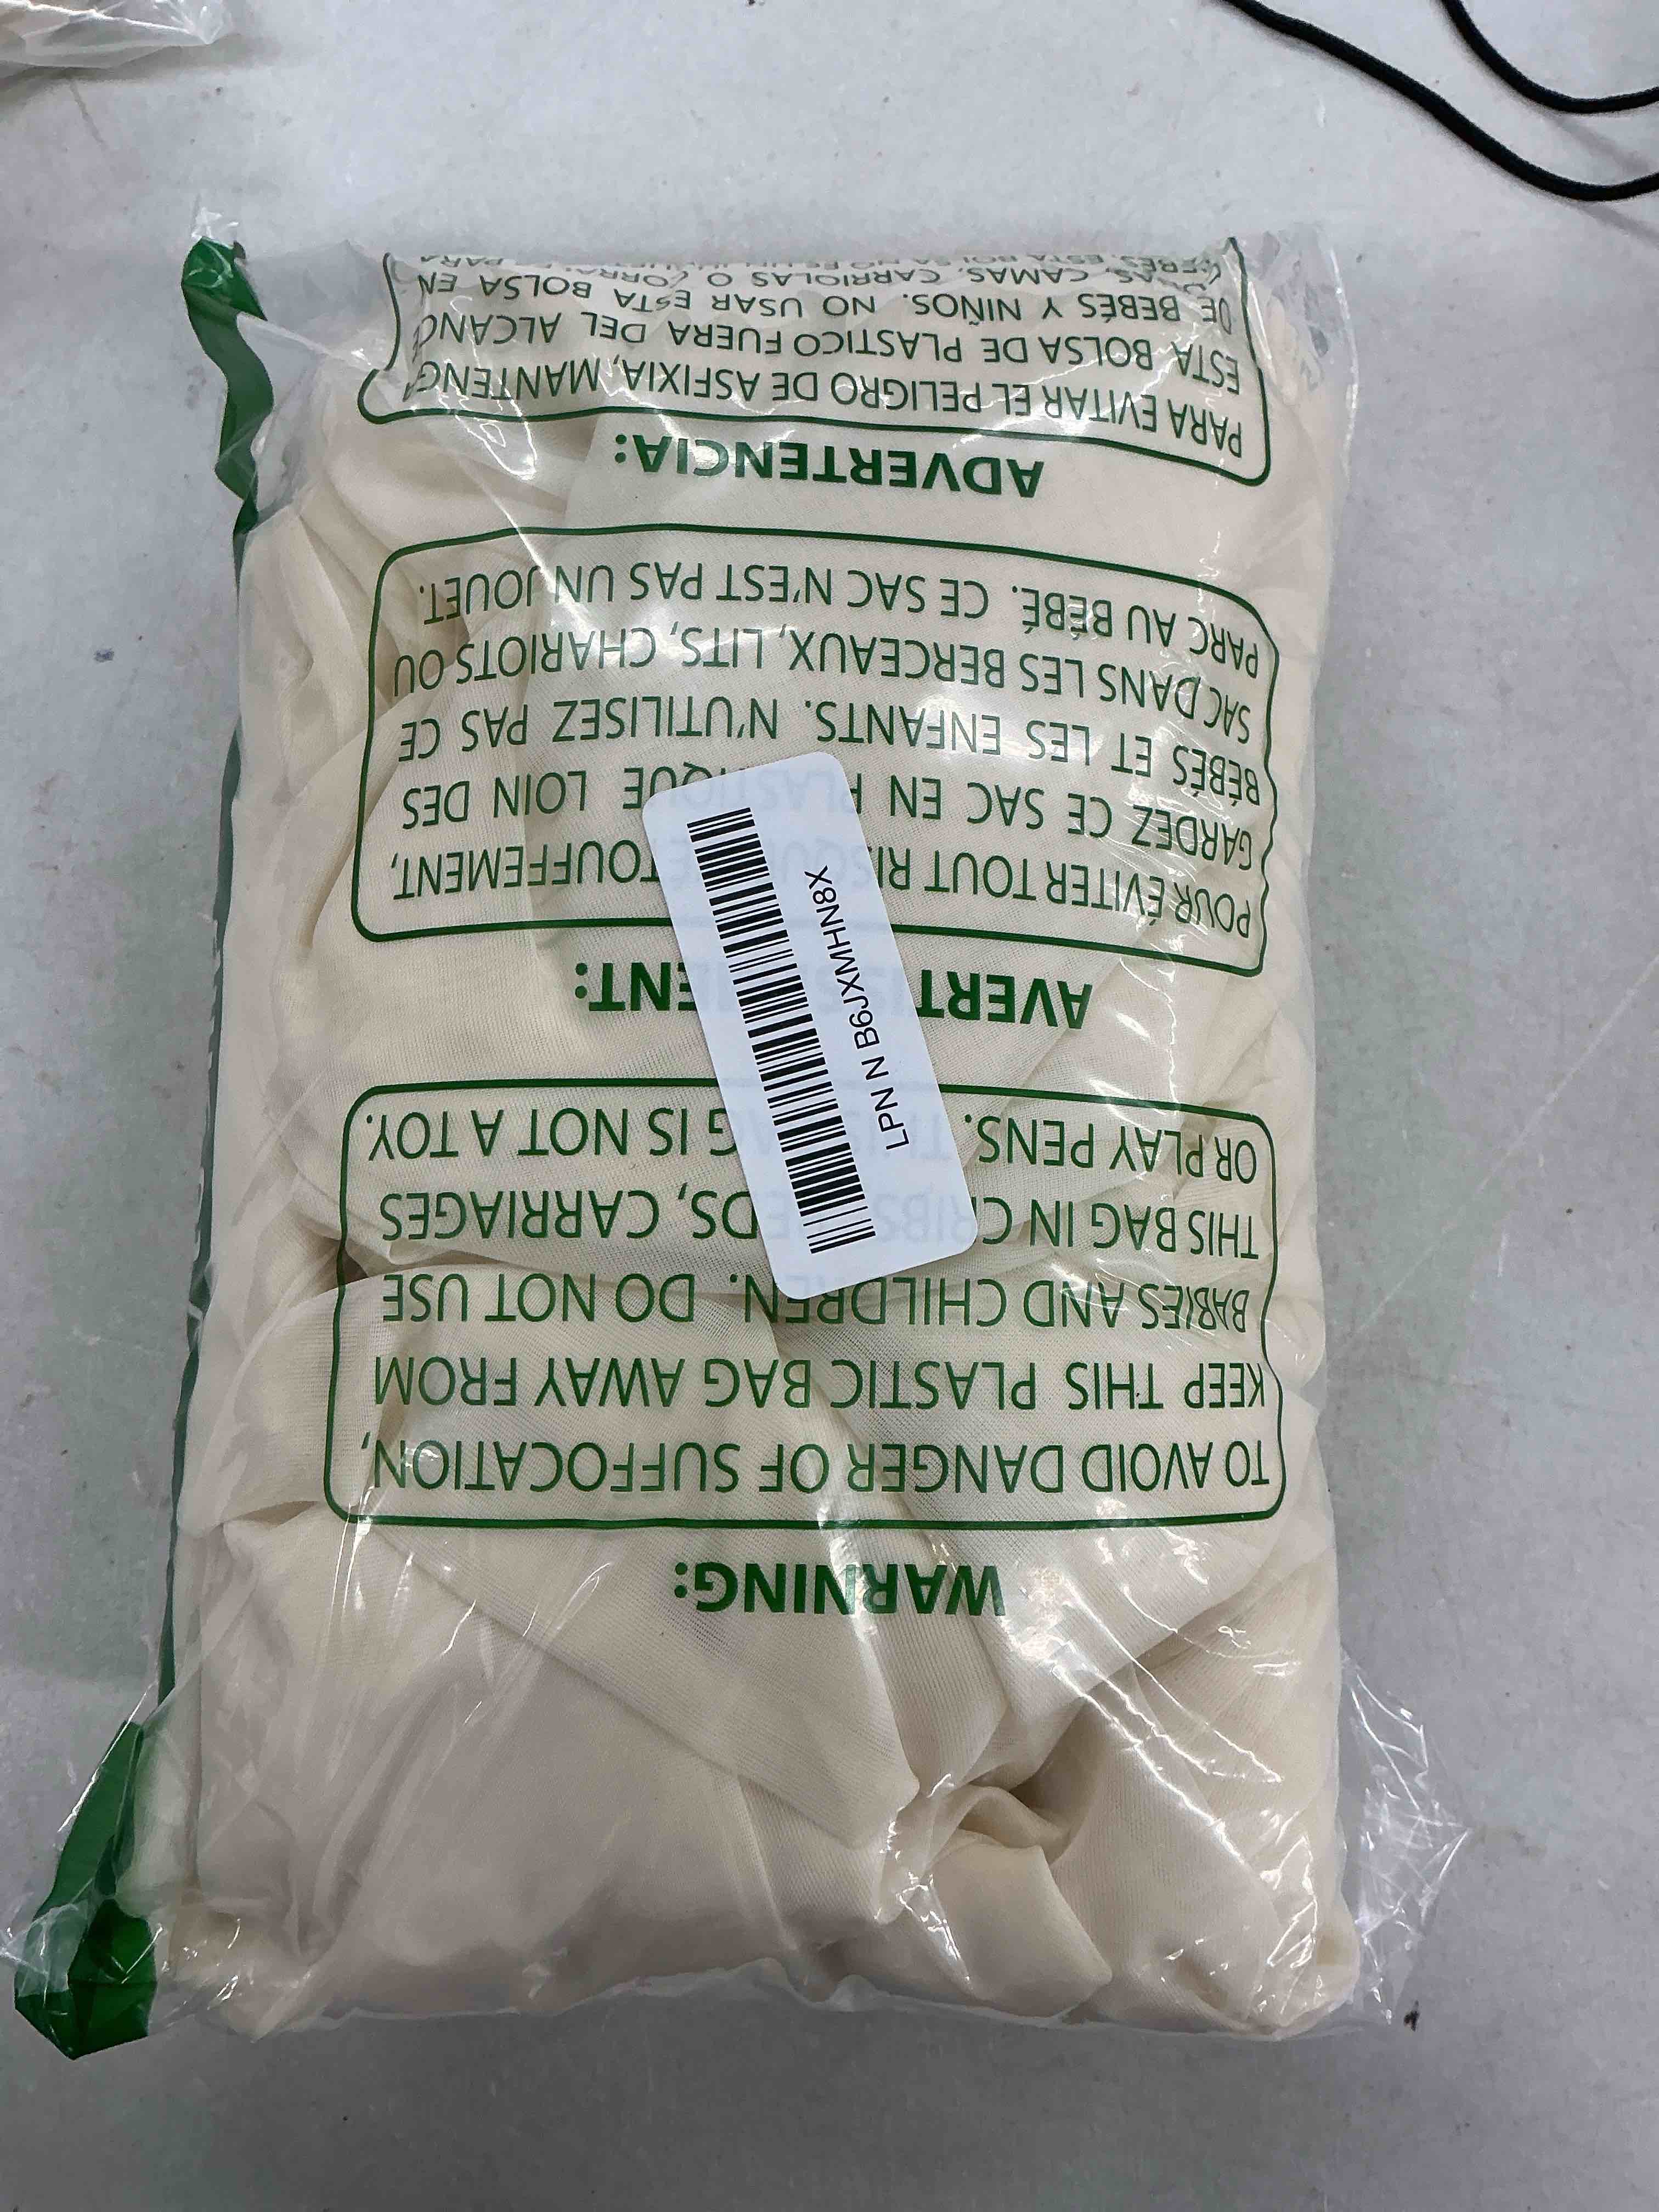 WARNING:
TO AVOID DANGER OF SUFFOCATION,
KEEP THIS PLASTIC BAG AWAY FROM
BABIES AND CHILDREN. DO NOT USE
THIS BAG IN CRIBS, BEDS, CARRIAGES
OR PLAY PENS. THIS BAG IS NOT A TOY.
AVERTISSEMENT:
POUR ÉVITER TOUT RISQUE D'ÉTOUFFEMENT,
GARDEZ CE SAC EN PLASTIQUE LOIN DES
BÉBÉS ET LES ENFANTS. N'UTILISEZ PAS CE
SAC DANS LES BERCEAUX, LITS, CHARIOTS OU
PARC AU BÉBÉ. CE SAC N'EST PAS UN JOUET.
ADVERTENCIA:
PARA EVITAR EL PELIGRO DE ASFIXIA, MANTENGA
ESTA BOLSA DE PLASTICO FUERA DEL ALCANCE
DE BEBÉS Y NIÑOS. NO USAR ESTA BOLSA EN
CAMAS, CARRIOLAS O CORRALES PARA
LPN N B6JXMHN8X